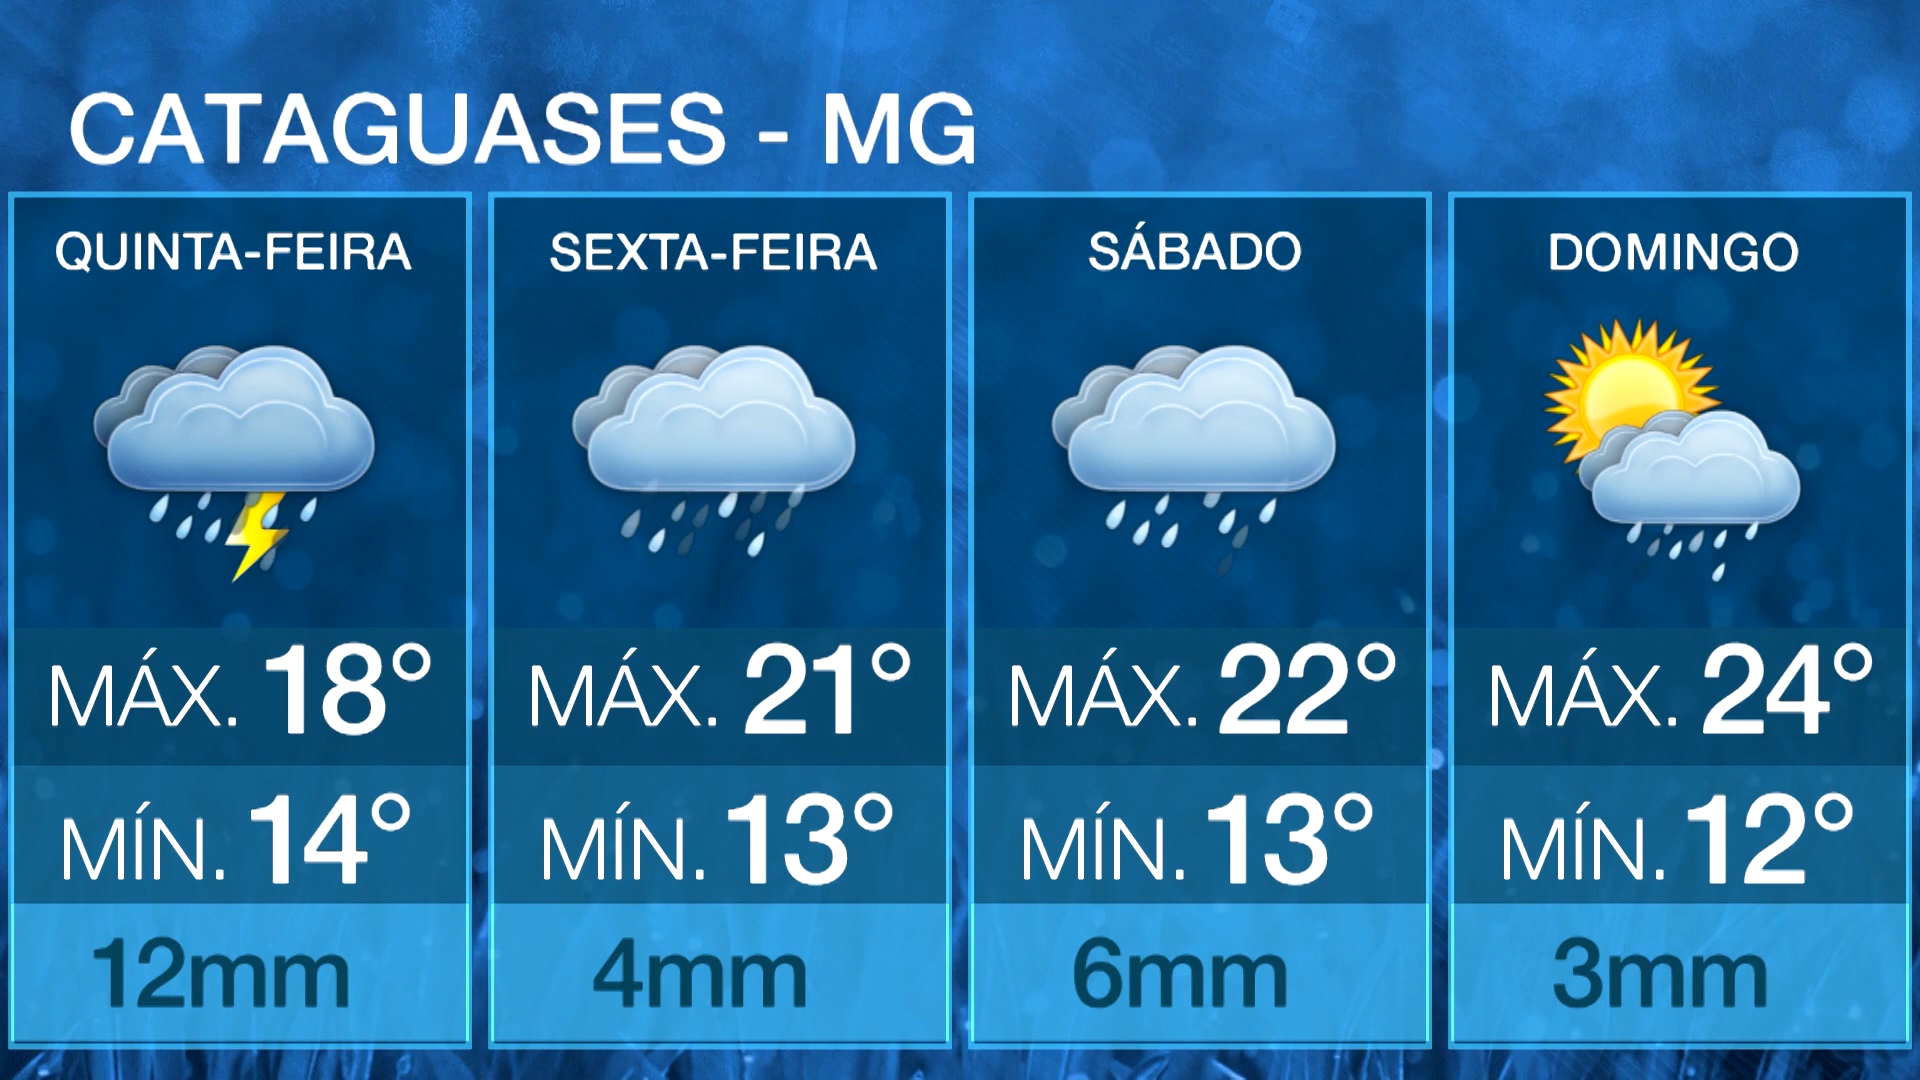 CATAGUASES - MG
QUINTA-FEIRA
MÁX. 18°
MÍN. 14°
12mm
SEXTA-FEIRA
MÁX. 21°
MÍN. 13°
4mm
SÁBADO
MÁX. 22°
MÍN. 13°
6mm
DOMINGO
MÁX. 24°
MÍN. 12°
3mm